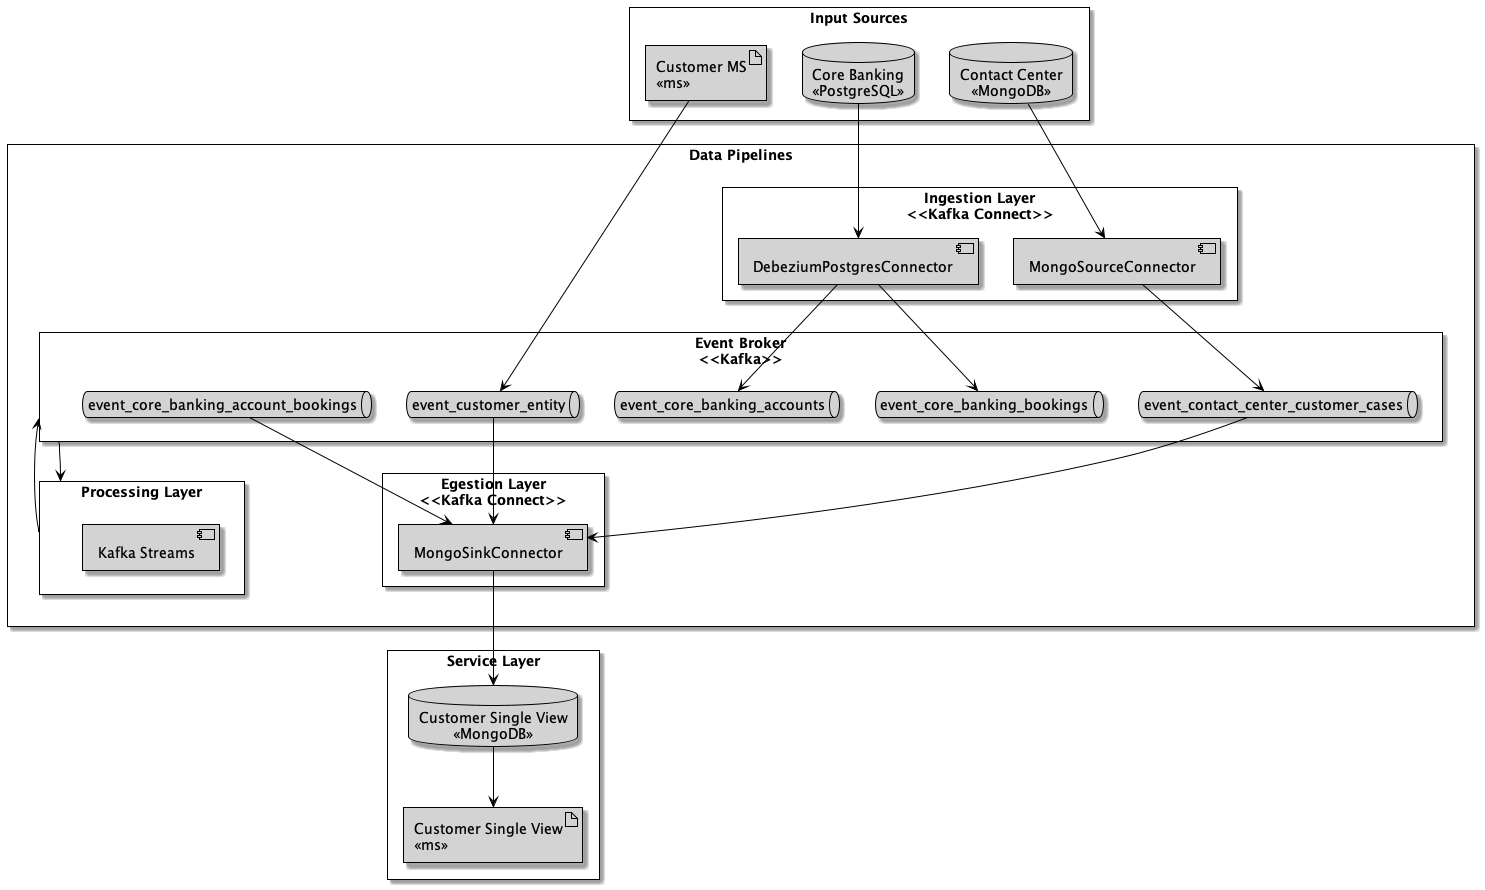 Input Sources
Customer MS
«ms»
Core Banking
«PostgreSQL»
Contact Center
«MongoDB»
Data Pipelines
Ingestion Layer
<<Kafka Connect>>
DebeziumPostgresConnector
MongoSourceConnector
Event Broker
<<Kafka>>
event_core_banking_account_bookings
event_customer_entity
event_core_banking_accounts
event_core_banking_bookings
event_contact_center_customer_cases
Processing Layer
Kafka Streams
Egestion Layer
<<Kafka Connect>>
MongoSinkConnector
Service Layer
Customer Single View
«MongoDB»
Customer Single View
«ms»